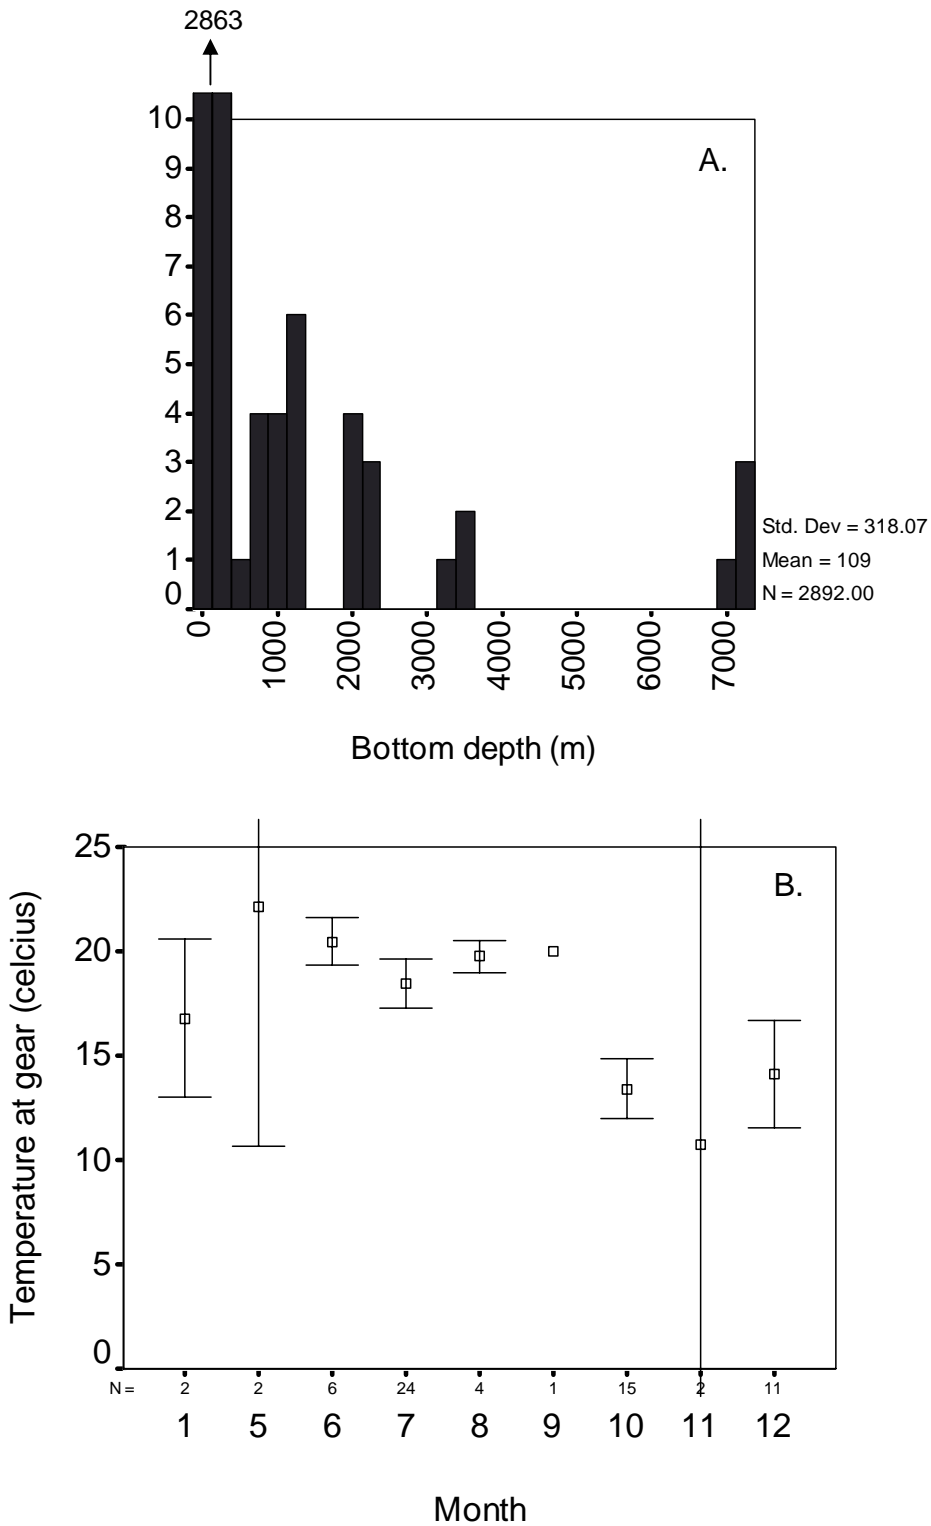 2863
10
9
8
7
6
5
4
3
2
1
0
A.
Std. Dev = 318.07
Mean = 109
N = 2892.00
0 1000 2000 3000 4000 5000 6000 7000
Bottom depth (m)
25
20
15
10
5
0
B.
Temperature at gear (celcius)
N = 2 2 6 24 4 1 15 2 11
1 5 6 7 8 9 10 11 12
Month